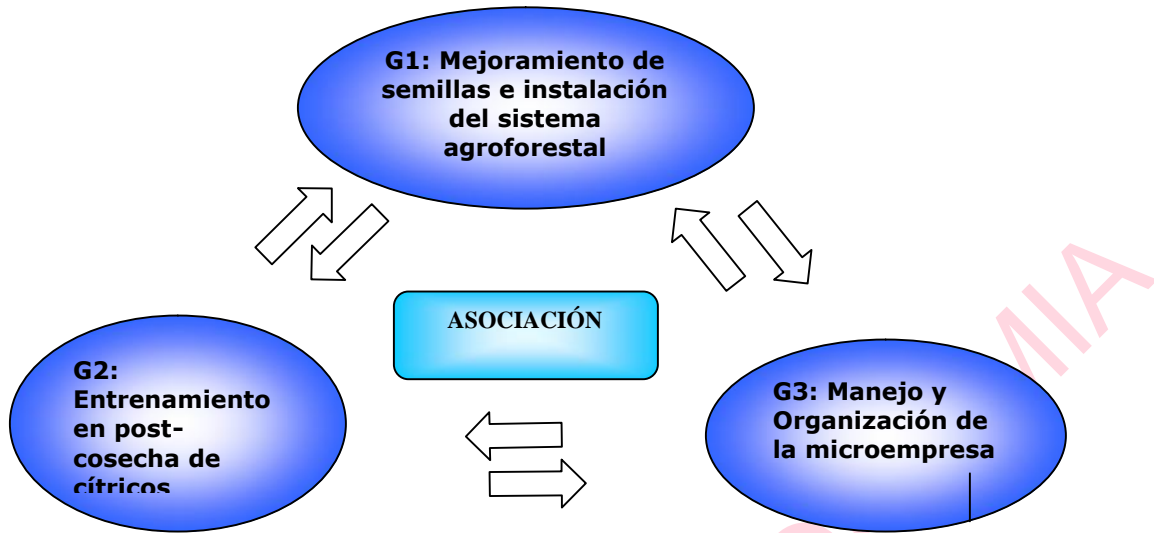 G1: Mejoramiento de
semillas e instalación
del sistema
agroforestal
ASOCIACIÓN
G2:
Entrenamiento
en post-
cosecha de
cítricos
G3: Manejo y
Organización de
la microempresa